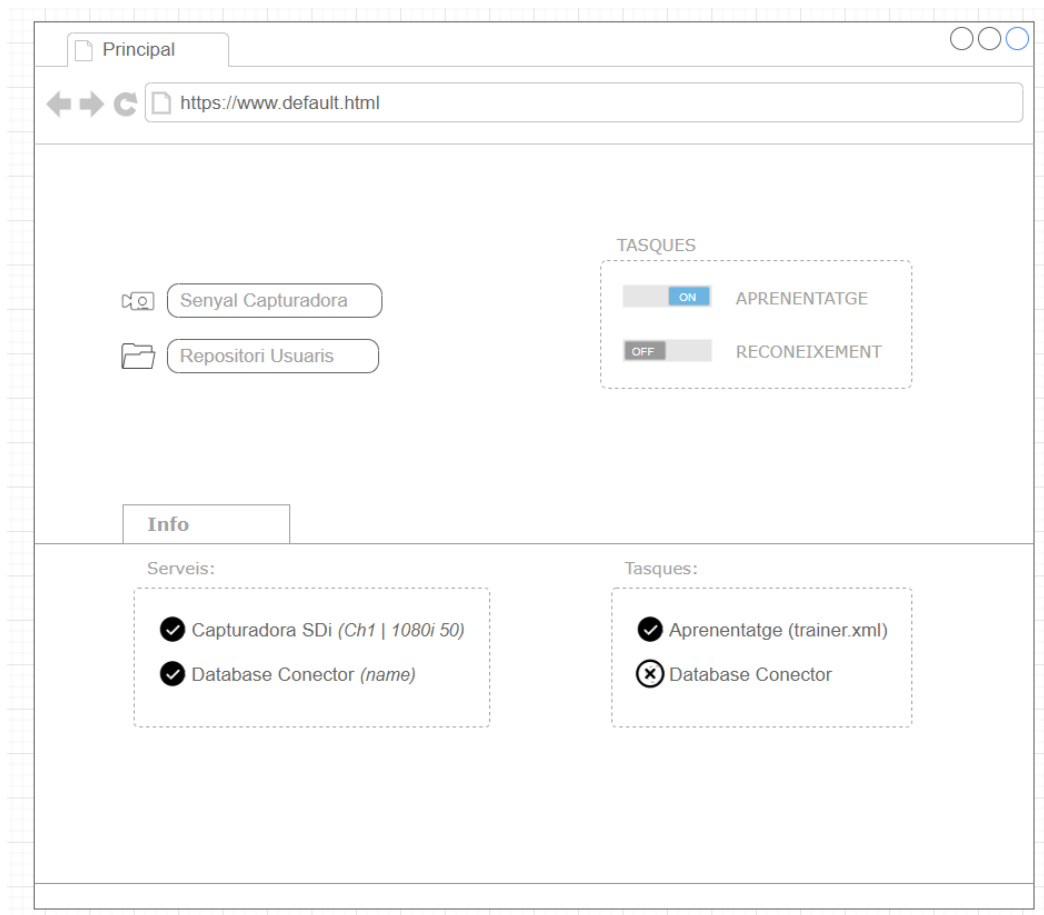 Principal
https://www.default.html
TASQUES
Senyal Capturadora
ON APRENENTATGE
Repositori Usuaris
OFF RECONEIXEMENT
Info
Serveis:
Capturadora SDi (Ch1 | 1080i 50)
Database Conector (name)
Tasques:
Aprenentatge (trainer.xml)
Database Conector